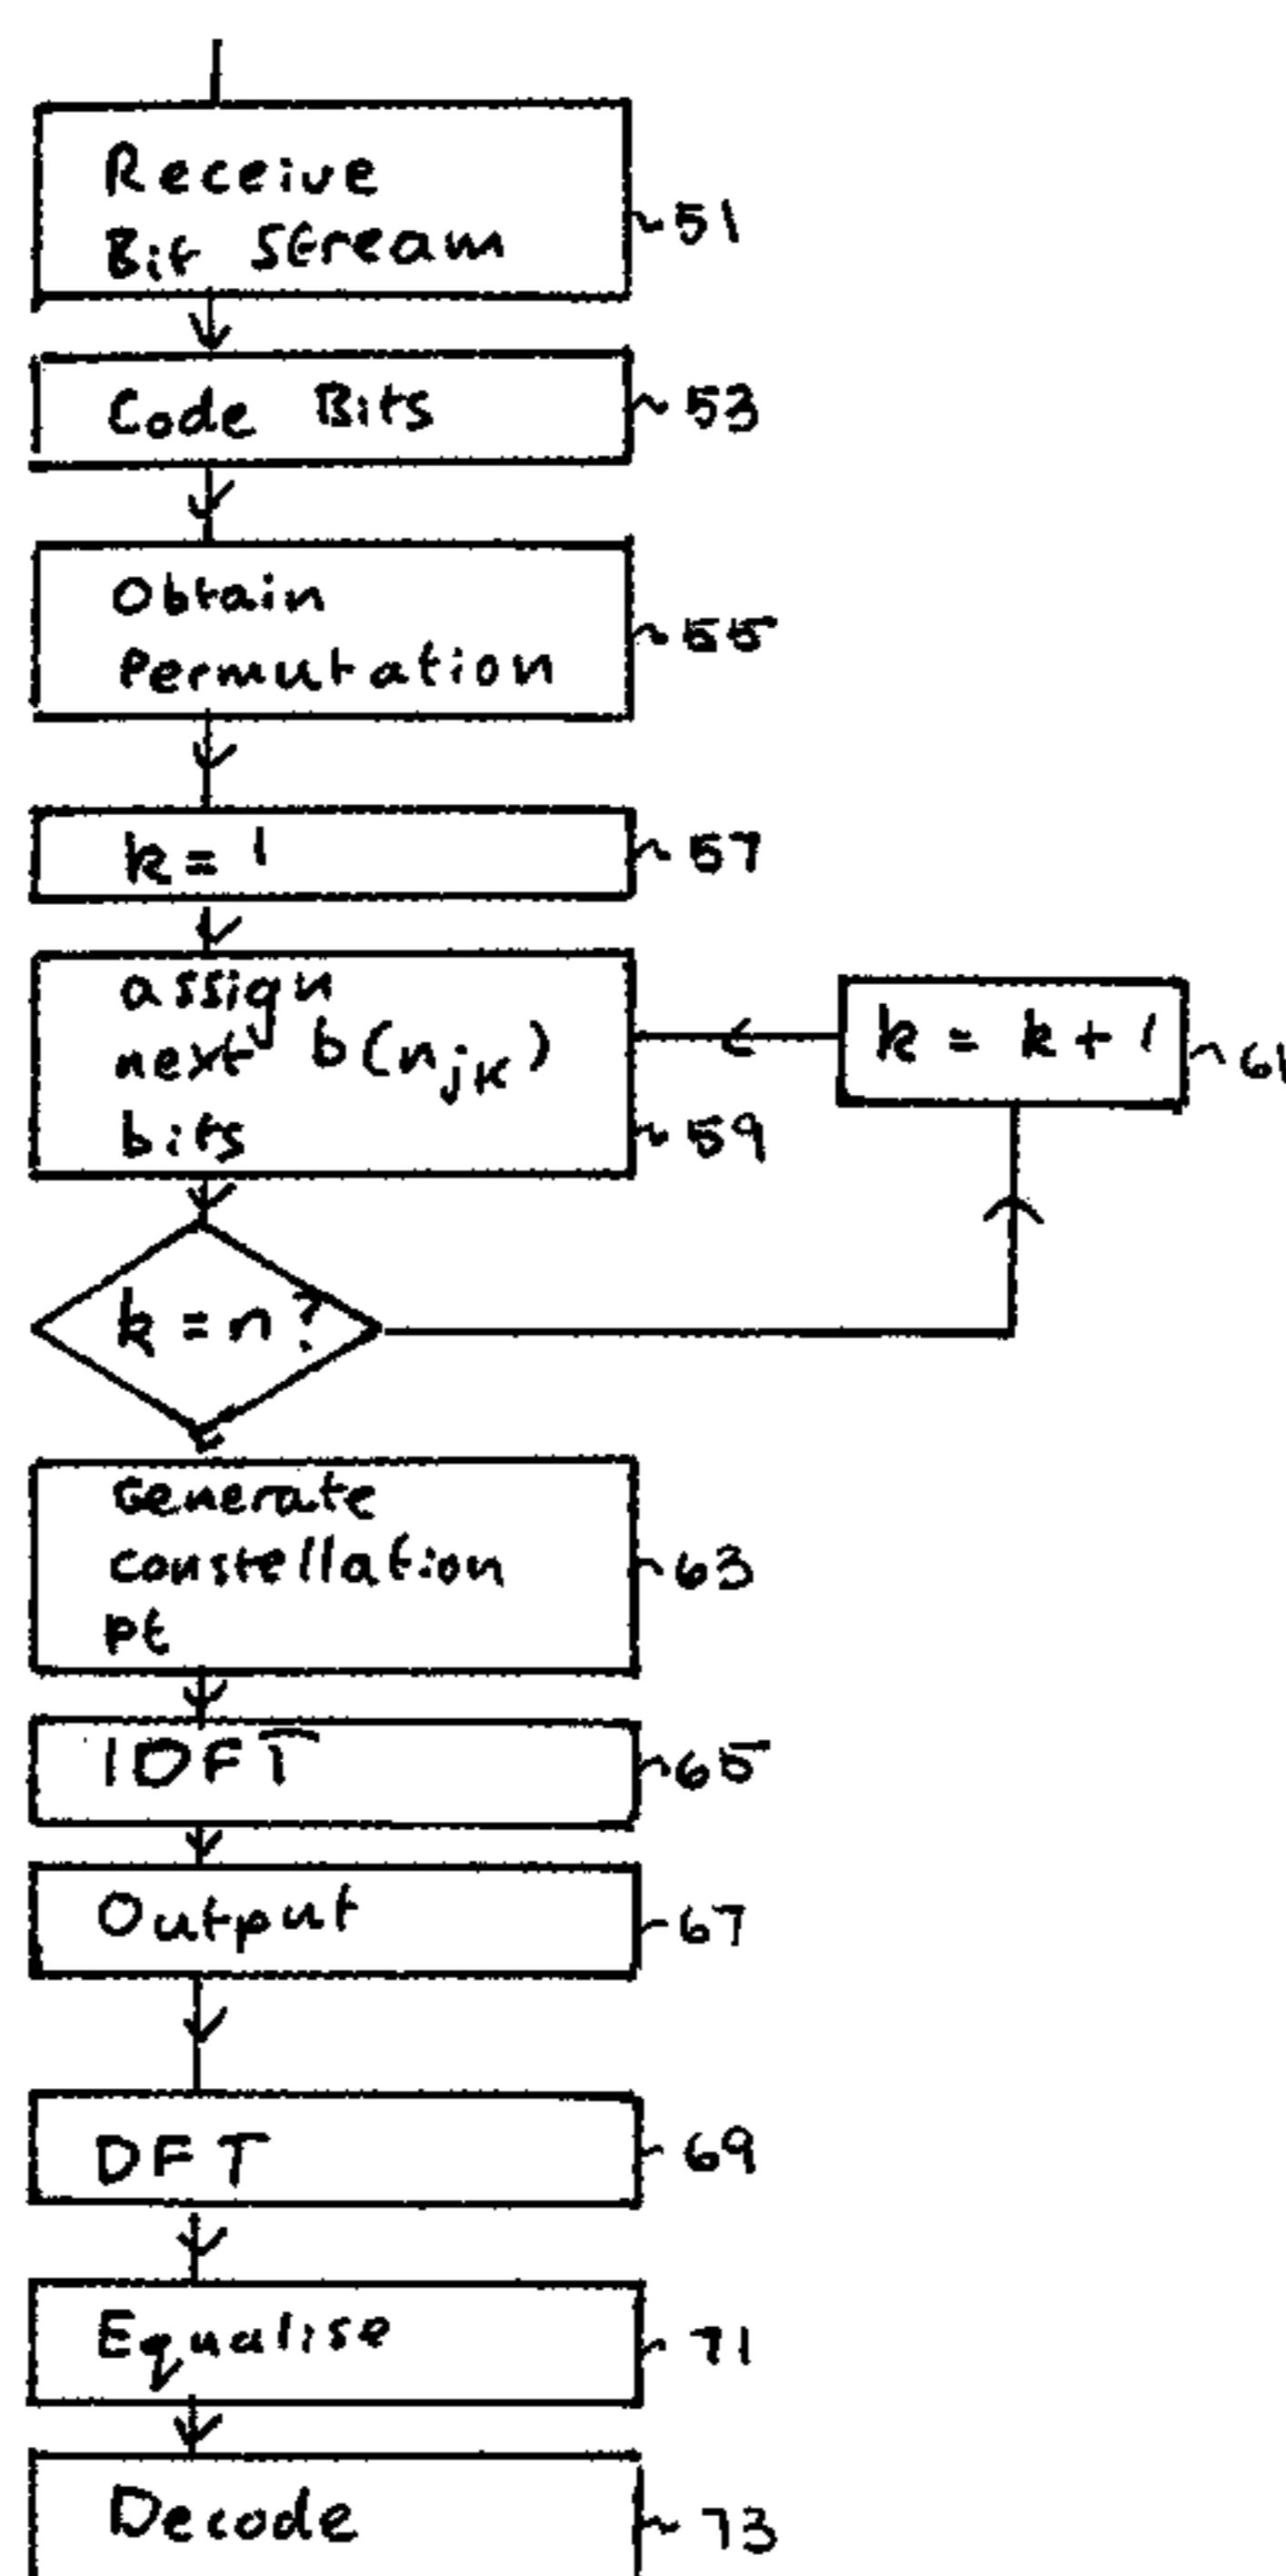 Receive
Bit Stream
51
Code Bits
53
Obtain
Permutation
55
k = 1
57
assign
next b(n_jk)
bits
59
k = k + 1
k = n ?
Generate
constellation
pt
63
IDFT
65
Output
67
DFT
69
Equalise
71
Decode
73